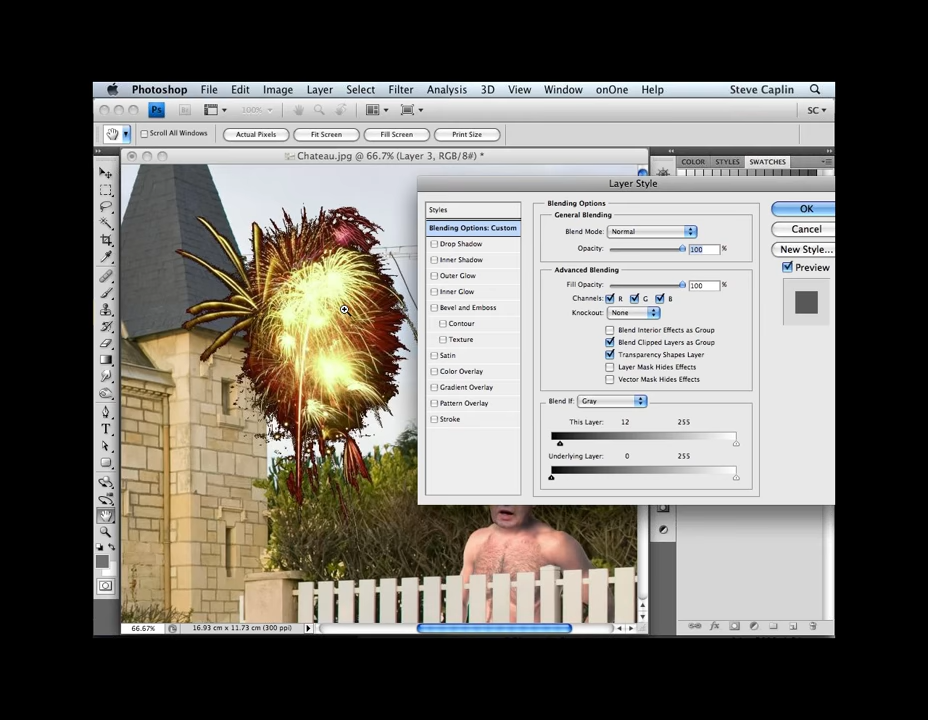 Photoshop File Edit Image Layer Select Filter Analysis 3D View Window onOne Help Steve Caplin
Ps Br 100% SC
Scroll All Windows Actual Pixels Fit Screen Fill Screen Print Size
Chateau.jpg @ 66.7% (Layer 3, RGB/8#) *
COLOR STYLES SWATCHES
Layer Style
Styles
Blending Options: Custom
Drop Shadow
Inner Shadow
Outer Glow
Inner Glow
Bevel and Emboss
Contour
Texture
Satin
Color Overlay
Gradient Overlay
Pattern Overlay
Stroke
Blending Options
General Blending
Blend Mode: Normal
Opacity: 100 %
Advanced Blending
Fill Opacity: 100 %
Channels: R G B
Knockout: None
Blend Interior Effects as Group
Blend Clipped Layers as Group
Transparency Shapes Layer
Layer Mask Hides Effects
Vector Mask Hides Effects
Blend If: Gray
This Layer: 12 255
Underlying Layer: 0 255
OK
Cancel
New Style...
Preview
T
66.67% 16.93 cm x 11.73 cm (300 ppi)
fx